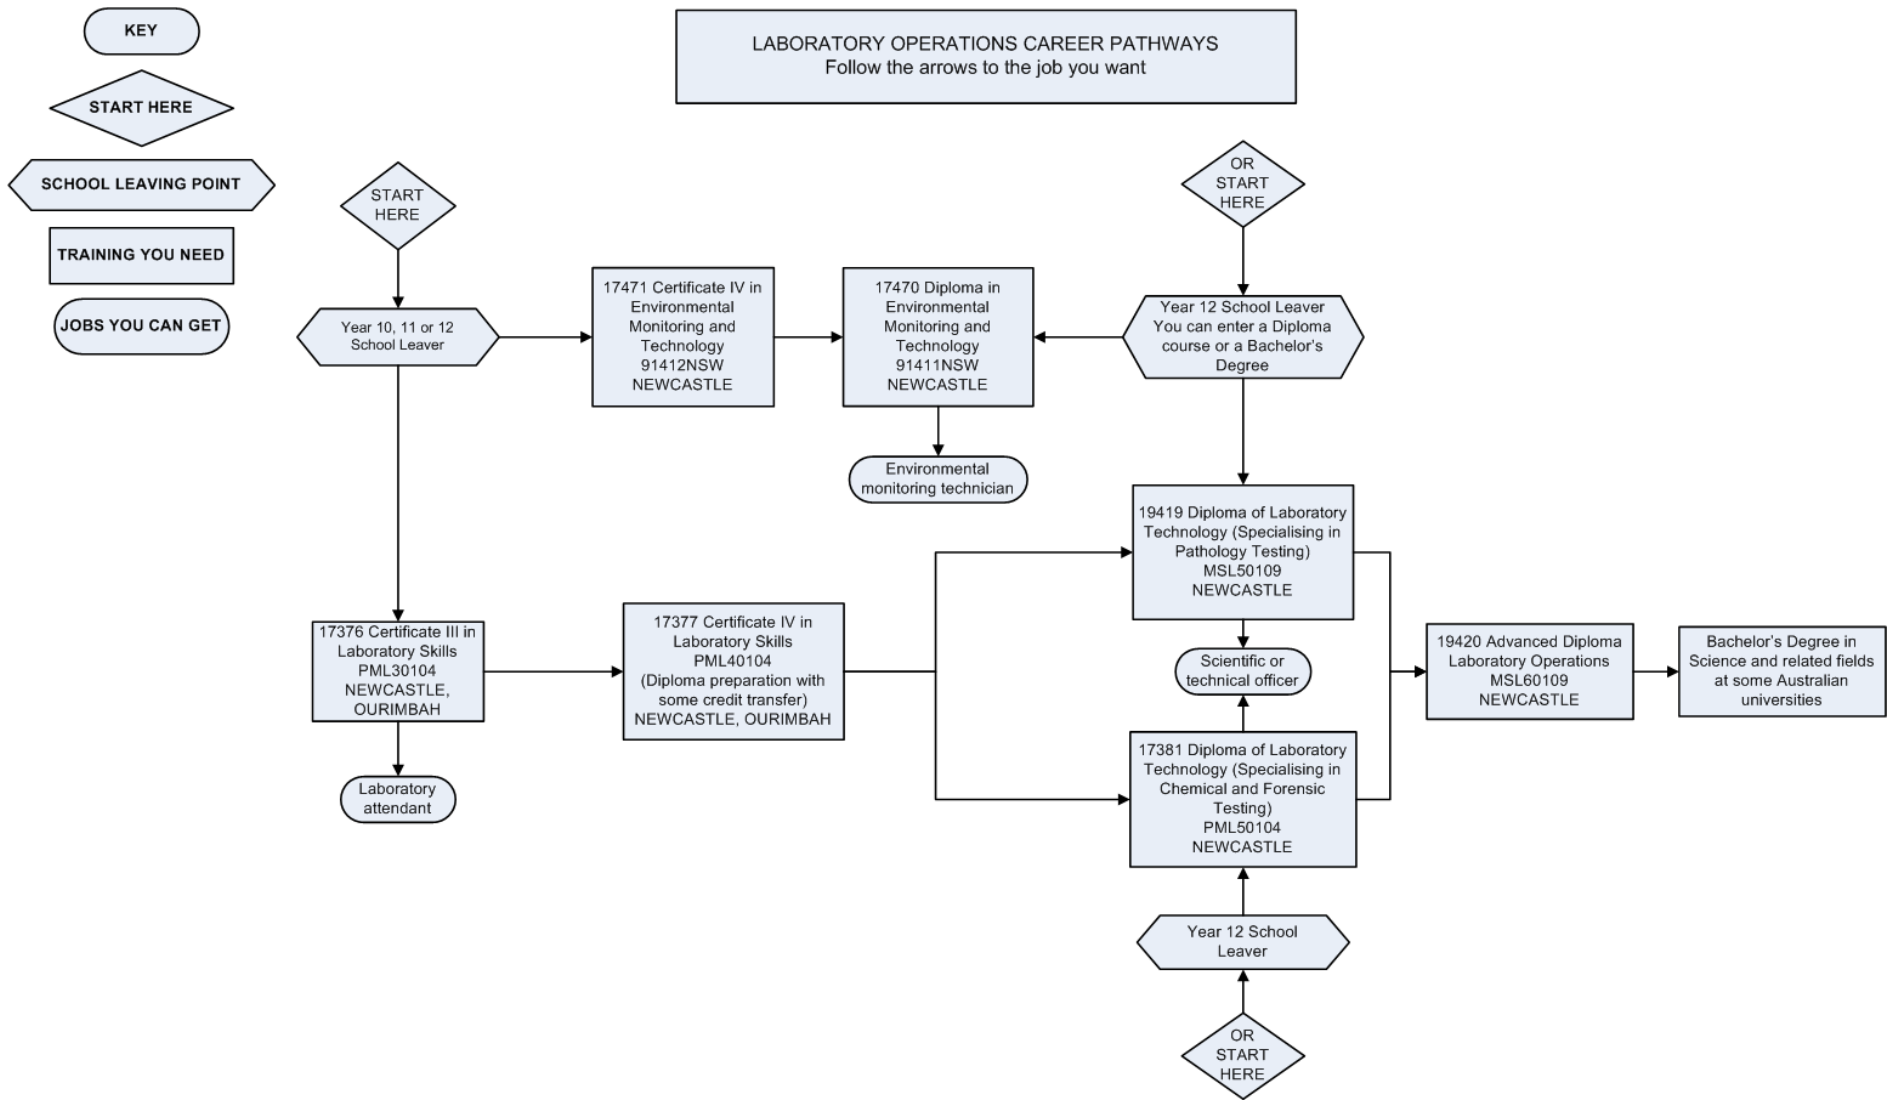 KEY
START HERE
SCHOOL LEAVING POINT
TRAINING YOU NEED
JOBS YOU CAN GET
LABORATORY OPERATIONS CAREER PATHWAYS
Follow the arrows to the job you want
START
HERE
Year 10, 11 or 12
School Leaver
17471 Certificate IV in
Environmental
Monitoring and
Technology
91412NSW
NEWCASTLE
17470 Diploma in
Environmental
Monitoring and
Technology
91411NSW
NEWCASTLE
OR
START
HERE
Year 12 School Leaver
You can enter a Diploma
course or a Bachelor's
Degree
Environmental
monitoring technician
17376 Certificate III in
Laboratory Skills
PML30104
NEWCASTLE,
OURIMBAH
Laboratory
attendant
17377 Certificate IV in
Laboratory Skills
PML40104
(Diploma preparation with
some credit transfer)
NEWCASTLE, OURIMBAH
19419 Diploma of Laboratory
Technology (Specialising in
Pathology Testing)
MSL50109
NEWCASTLE
Scientific or
technical officer
17381 Diploma of Laboratory
Technology (Specialising in
Chemical and Forensic
Testing)
PML50104
NEWCASTLE
19420 Advanced Diploma
Laboratory Operations
MSL60109
NEWCASTLE
Bachelor's Degree in
Science and related fields
at some Australian
universities
Year 12 School
Leaver
OR
START
HERE